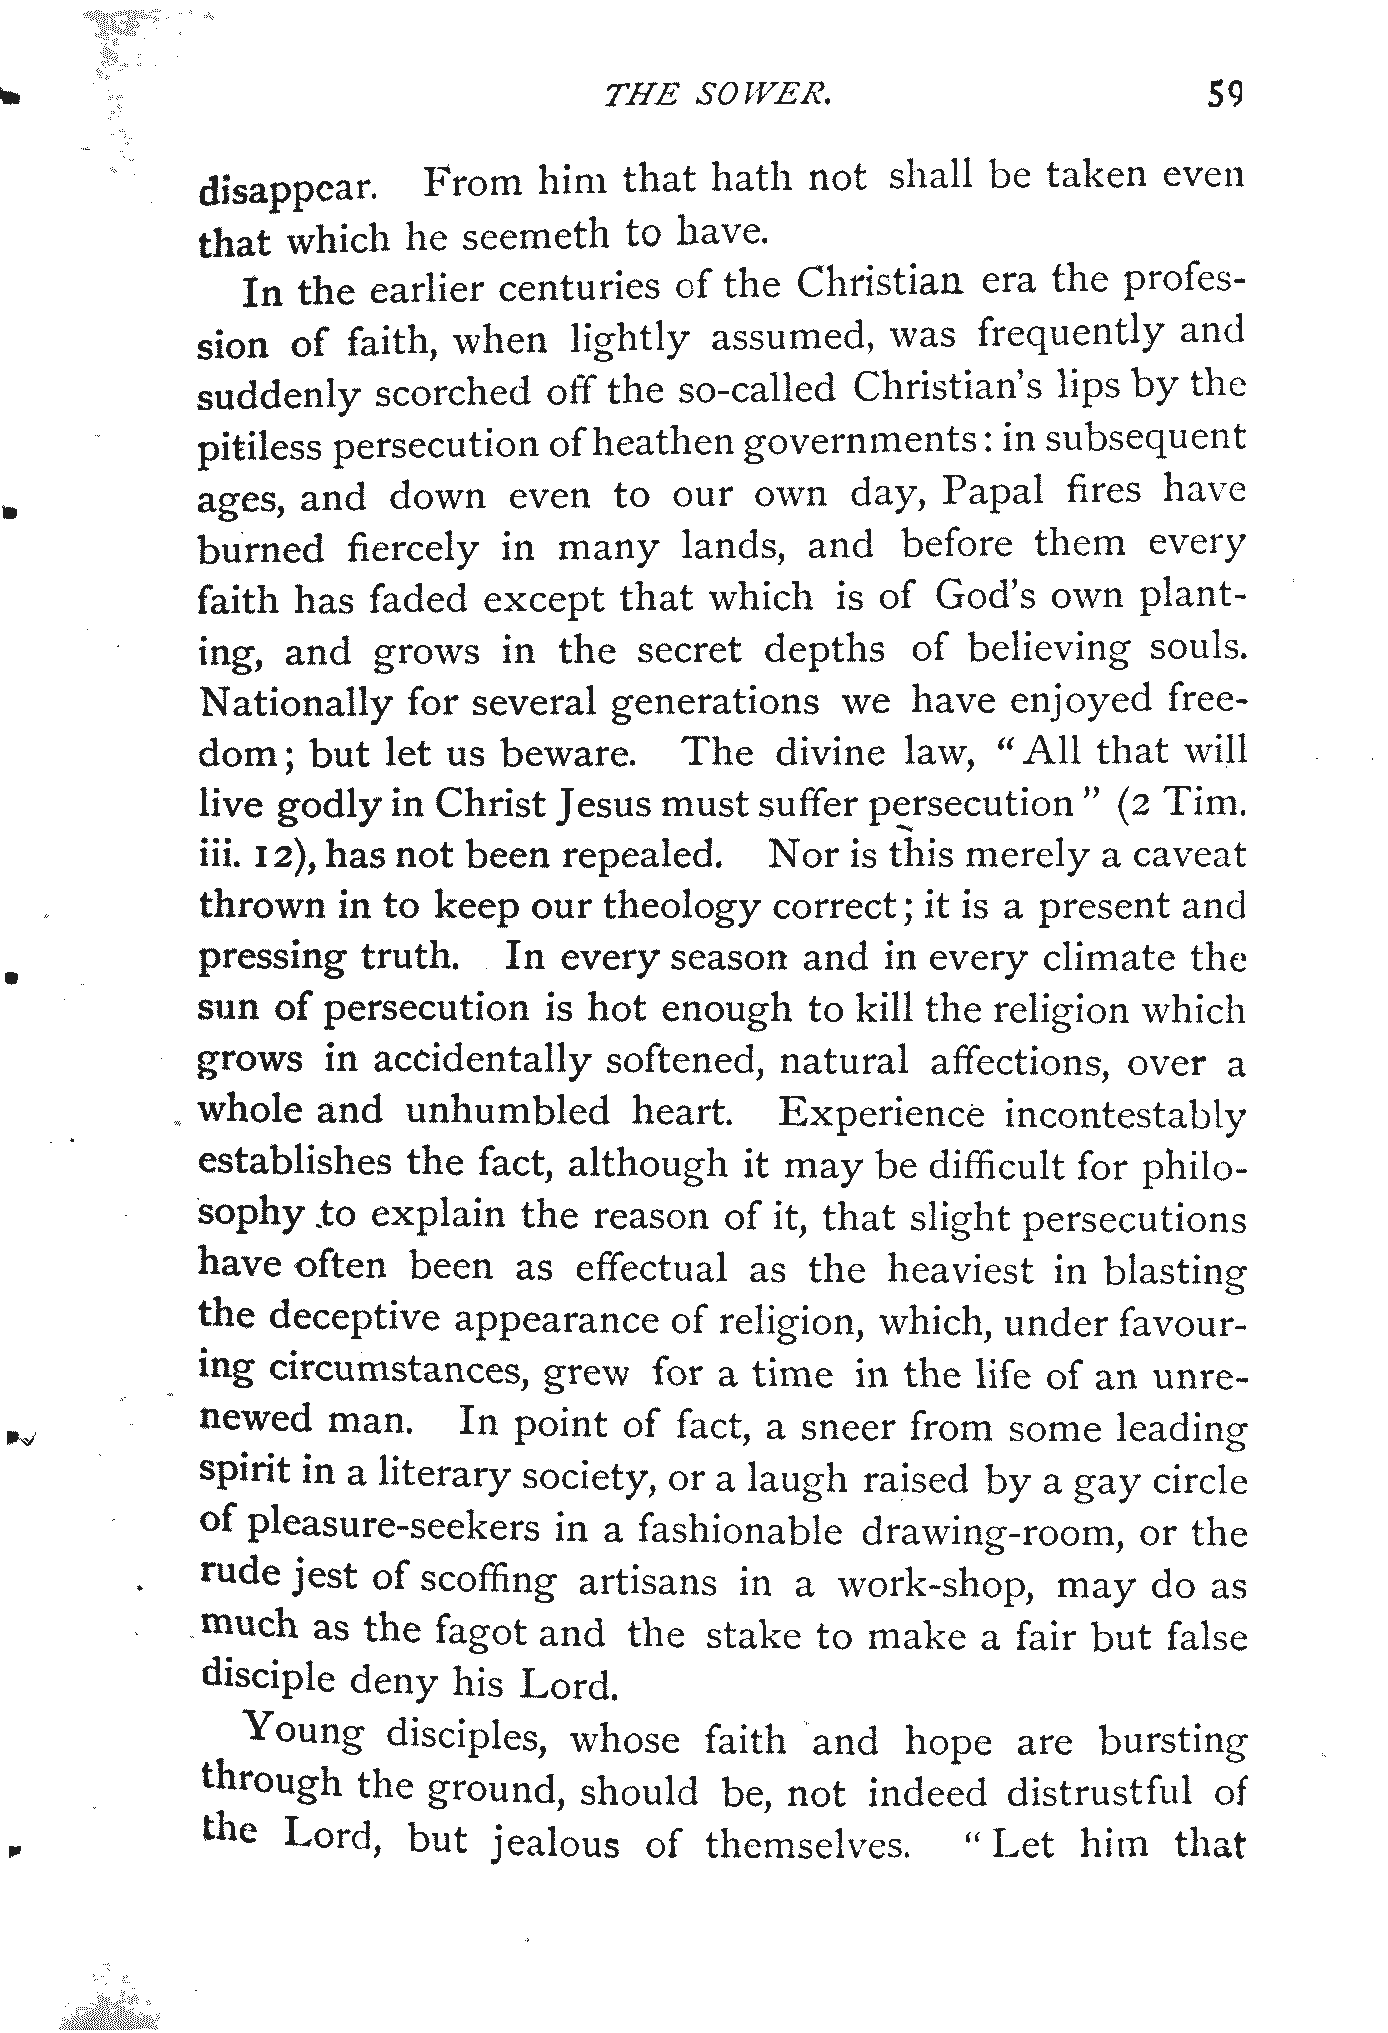 THE SOWER. 59
disappear. From him that hath not shall be taken even
that which he seemeth to have.
In the earlier centuries of the Christian era the profes-
sion of faith, when lightly assumed, was frequently and
suddenly scorched off the so-called Christian's lips by the
pitiless persecution of heathen governments: in subsequent
ages, and down even to our own day, Papal fires have
burned fiercely in many lands, and before them every
faith has faded except that which is of God's own plant-
ing, and grows in the secret depths of believing souls.
Nationally for several generations we have enjoyed free-
dom; but let us beware. The divine law, "All that will
live godly in Christ Jesus must suffer persecution" (2 Tim.
iii. 12), has not been repealed. Nor is this merely a caveat
thrown in to keep our theology correct; it is a present and
pressing truth. In every season and in every climate the
sun of persecution is hot enough to kill the religion which
grows in accidentally softened, natural affections, over a
whole and unhumbled heart. Experience incontestably
establishes the fact, although it may be difficult for philo-
sophy to explain the reason of it, that slight persecutions
have often been as effectual as the heaviest in blasting
the deceptive appearance of religion, which, under favour-
ing circumstances, grew for a time in the life of an unre-
newed man. In point of fact, a sneer from some leading
spirit in a literary society, or a laugh raised by a gay circle
of pleasure-seekers in a fashionable drawing-room, or the
rude jest of scoffing artisans in a work-shop, may do as
much as the fagot and the stake to make a fair but false
disciple deny his Lord.
Young disciples, whose faith and hope are bursting
through the ground, should be, not indeed distrustful of
the Lord, but jealous of themselves. "Let him that